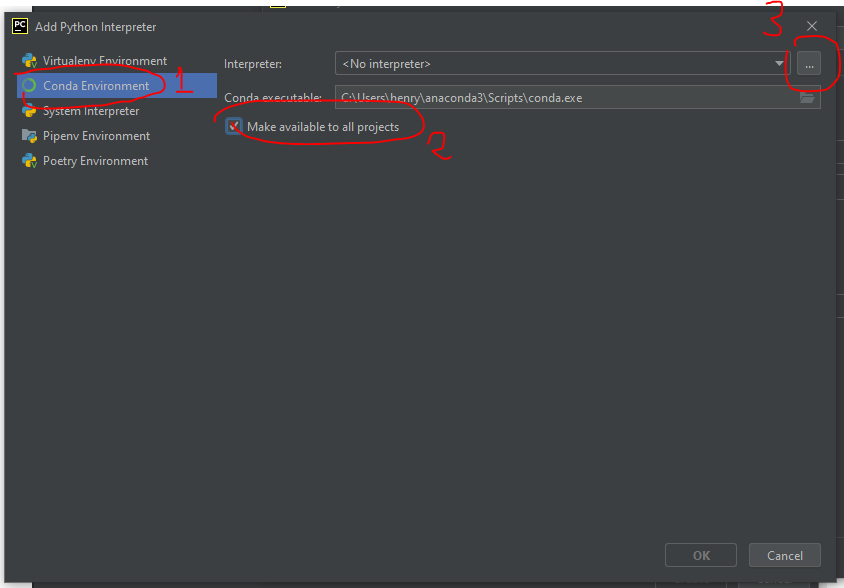 PC Add Python Interpreter
3
Virtualenv Environment
Conda Environment
1
System Interpreter
Pipenv Environment
Poetry Environment
Interpreter: <No interpreter> ...
Conda executable: C:\Users\henry\anaconda3\Scripts\conda.exe
Make available to all projects
2
OK Cancel